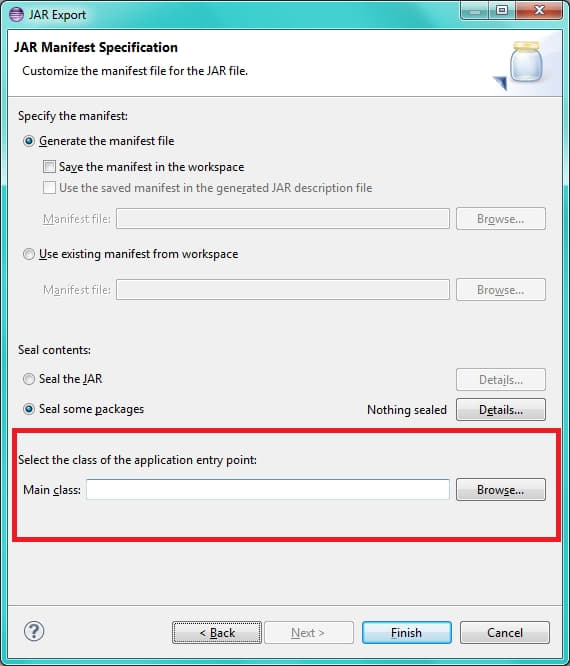 JAR Export
JAR Manifest Specification
Customize the manifest file for the JAR file.
Specify the manifest:
Generate the manifest file
Save the manifest in the workspace
Use the saved manifest in the generated JAR description file
Manifest file: Browse...
Use existing manifest from workspace
Manifest file: Browse...
Seal contents:
Seal the JAR Details...
Seal some packages Nothing sealed Details...
Select the class of the application entry point:
Main class: Browse...
? < Back Next > Finish Cancel